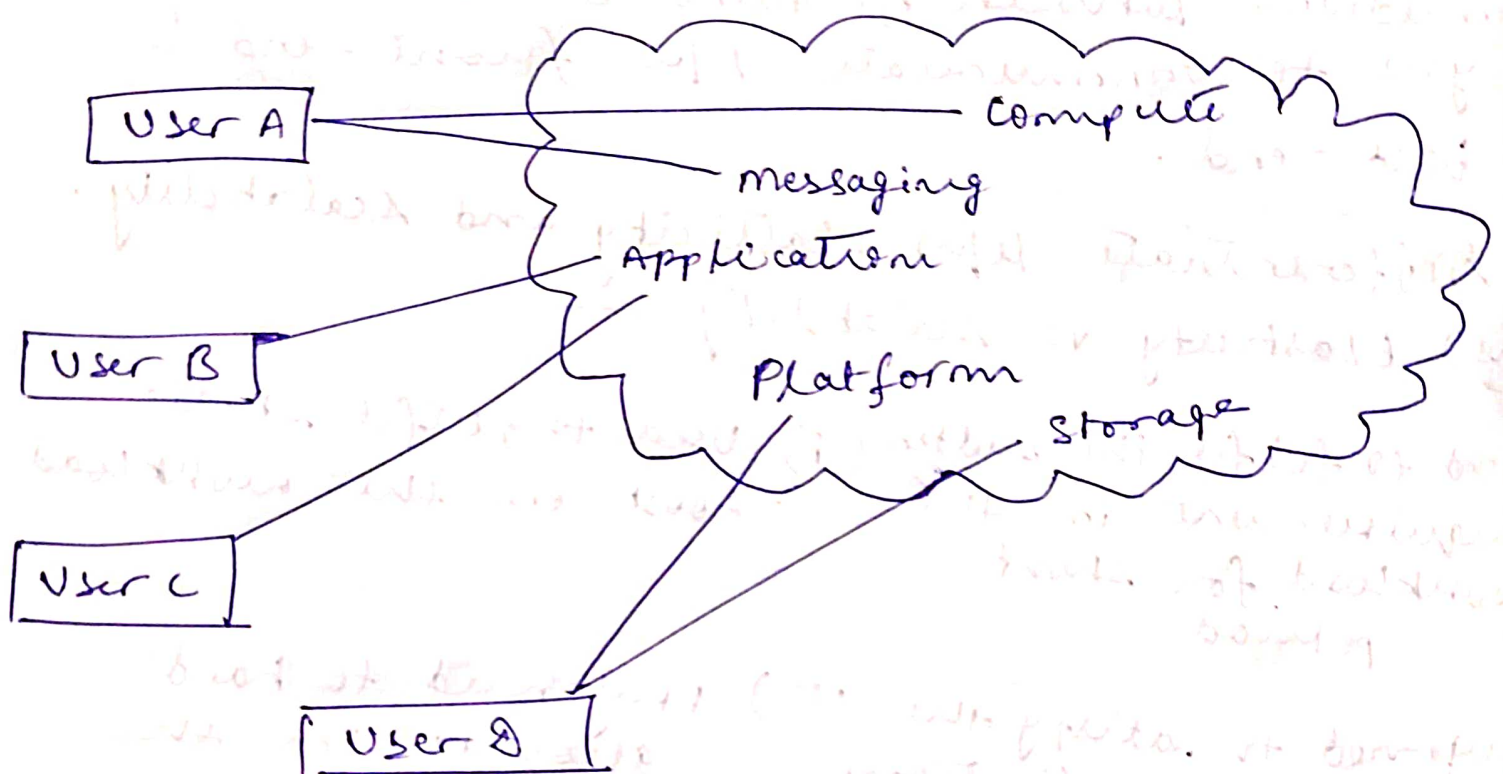 User A
Compute
Messaging
Application
User B
Platform
Storage
User C
User D